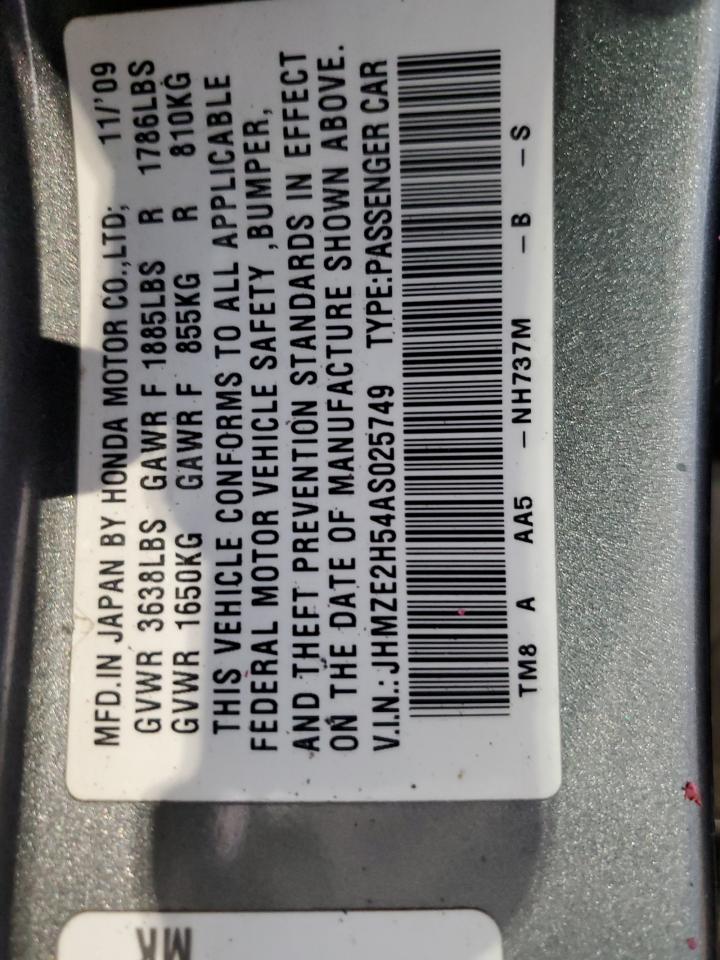 MFD.IN JAPAN BY HONDA MOTOR CO.,LTD; 11/'09
GVWR 3638LBS GAWR F 1885LBS R 1786LBS
GVWR 1650KG GAWR F 855KG R 810KG
THIS VEHICLE CONFORMS TO ALL APPLICABLE
FEDERAL MOTOR VEHICLE SAFETY ,BUMPER,
AND THEFT PREVENTION STANDARDS IN EFFECT
ON THE DATE OF MANUFACTURE SHOWN ABOVE.
V.I.N.: JHMZE2H54AS025749 TYPE:PASSENGER CAR
TM8 A AA5 -NH737M -B -S
MK